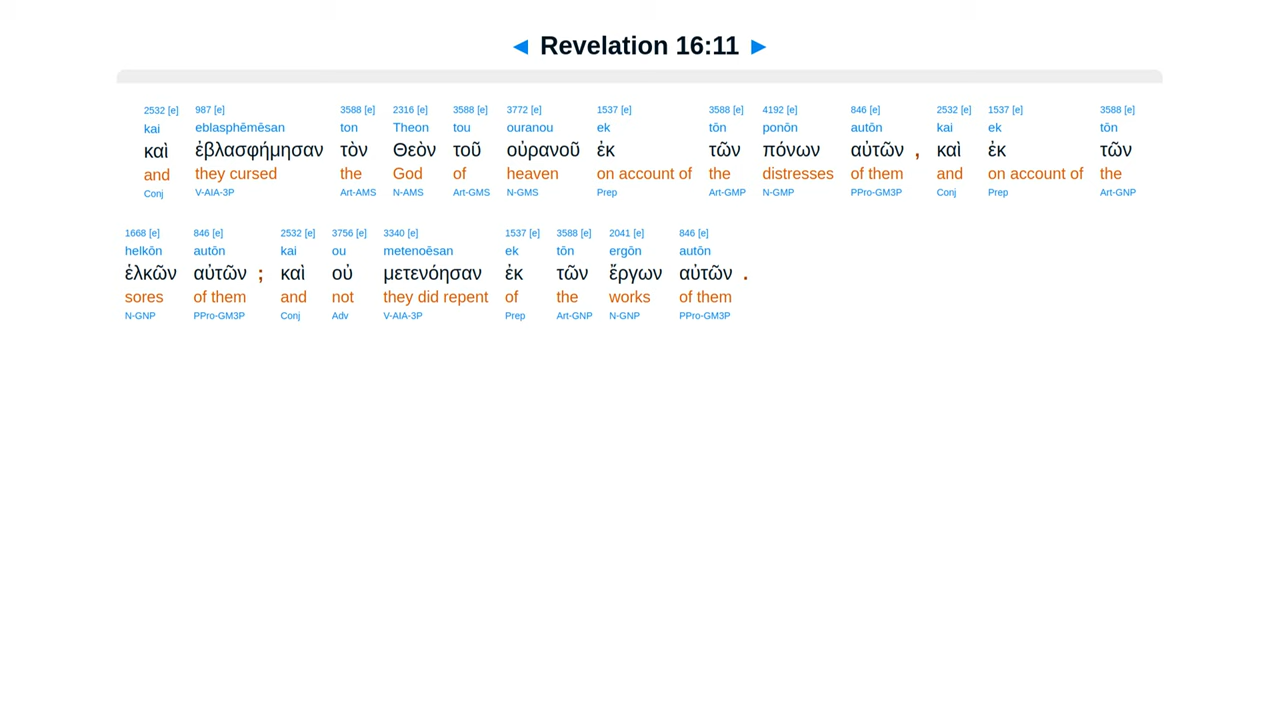 ◄ Revelation 16:11 ►
2532 [e] 987 [e] 3588 [e] 2316 [e] 3588 [e] 3772 [e] 1537 [e] 3588 [e] 4192 [e] 846 [e] 2532 [e] 1537 [e] 3588 [e]
kai eblasphēmēsan ton Theon tou ouranou ek tōn ponōn autōn kai ek tōn
καὶ ἐβλασφήμησαν τὸν Θεὸν τοῦ οὐρανοῦ ἐκ τῶν πόνων αὐτῶν , καὶ ἐκ τῶν
and they cursed the God of heaven on account of the distresses of them and on account of the
Conj V-AIA-3P Art-AMS N-AMS Art-GMS N-GMS Prep Art-GMP N-GMP PPro-GM3P Conj Prep Art-GNP
1668 [e] 846 [e] 2532 [e] 3756 [e] 3340 [e] 1537 [e] 3588 [e] 2041 [e] 846 [e]
helkōn autōn kai ou metenoēsan ek tōn ergōn autōn
ἑλκῶν αὐτῶν ; καὶ οὐ μετενόησαν ἐκ τῶν ἔργων αὐτῶν .
sores of them and not they did repent of the works of them
N-GNP PPro-GM3P Conj Adv V-AIA-3P Prep Art-GNP N-GNP PPro-GM3P